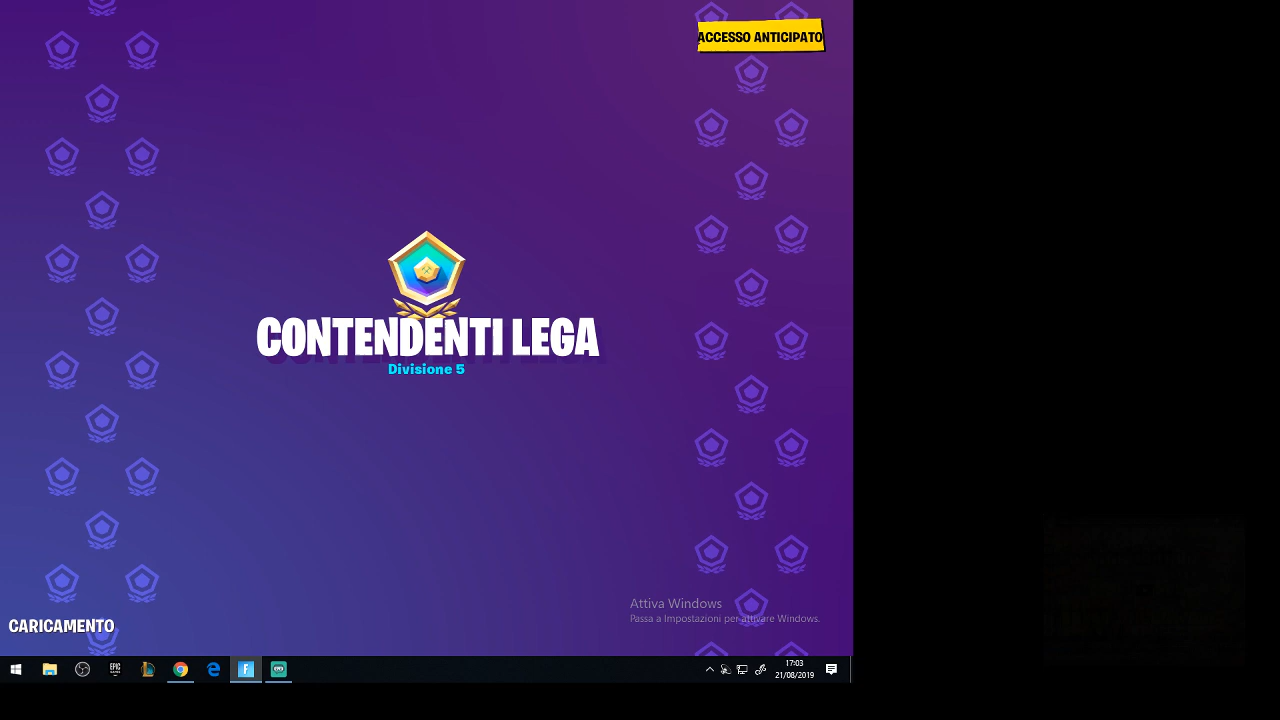 ACCESSO ANTICIPATO
CONTENDENTI LEGA
Divisione 5
Attiva Windows
Passa a Impostazioni per attivare Windows.
CARICAMENTO
EPIC
F
17:03
21/08/2019